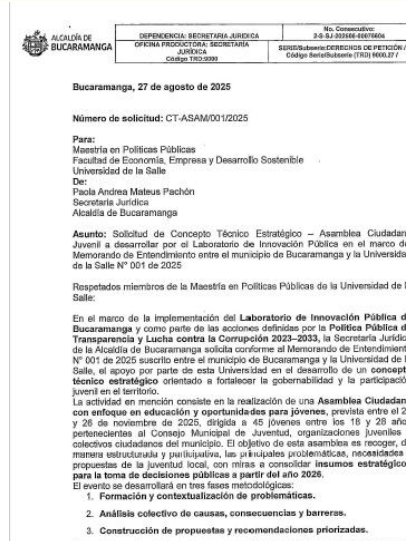 ALCALDÍA DE
BUCARAMANGA
DEPENDENCIA: SECRETARIA JURIDICA
OFICINA PRODUCTORA: SECRETARÍA
JURÍDICA
Código TRD:9000
No. Consecutivo:
SERIE/Subserie:DERECHOS DE PETICIÓN /
Código Serie/Subserie (TRD) 9000.27 /
Bucaramanga, 27 de agosto de 2025
Número de solicitud: CT-ASAM/001/2025
Para:
Maestría en Políticas Públicas
Facultad de Economía, Empresa y Desarrollo Sostenible
Universidad de la Salle
De:
Paola Andrea Mateus Pachón
Secretaria Jurídica
Alcaldía de Bucaramanga
Asunto: Solicitud de Concepto Técnico Estratégico – Asamblea Ciudadan
Juvenil a desarrollar por el Laboratorio de Innovación Pública en el marco de
Memorando de Entendimiento entre el municipio de Bucaramanga y la Universida
de la Salle N° 001 de 2025
Respetados miembros de la Maestría en Políticas Públicas de la Universidad de l
Salle:
En el marco de la implementación del Laboratorio de Innovación Pública d
Bucaramanga y como parte de las acciones definidas por la Política Pública d
Transparencia y Lucha contra la Corrupción 2023–2033, la Secretaría Jurídic
de la Alcaldía de Bucaramanga solicita conforme al Memorando de Entendimient
N° 001 de 2025 suscrito entre el municipio de Bucaramanga y la Universidad de l
Salle, el apoyo por parte de esta Universidad en el desarrollo de un concept
técnico estratégico orientado a fortalecer la gobernabilidad y la participació
juvenil en el territorio.
La actividad en mención consiste en la realización de una Asamblea Ciudadan
con enfoque en educación y oportunidades para jóvenes, prevista entre el 2
y 26 de noviembre de 2025, dirigida a 45 jóvenes entre los 18 y 28 año
pertenecientes al Consejo Municipal de Juventud, organizaciones juveniles
colectivos ciudadanos del municipio. El objetivo de esta asamblea es recoger, d
manera estructurada y participativa, las principales problemáticas, necesidades
propuestas de la juventud local, con miras a consolidar insumos estratégico
para la toma de decisiones públicas a partir del año 2026.
El evento se desarrollará en tres fases metodológicas:
1. Formación y contextualización de problemáticas.
2. Análisis colectivo de causas, consecuencias y barreras.
3. Construcción de propuestas y recomendaciones priorizadas.